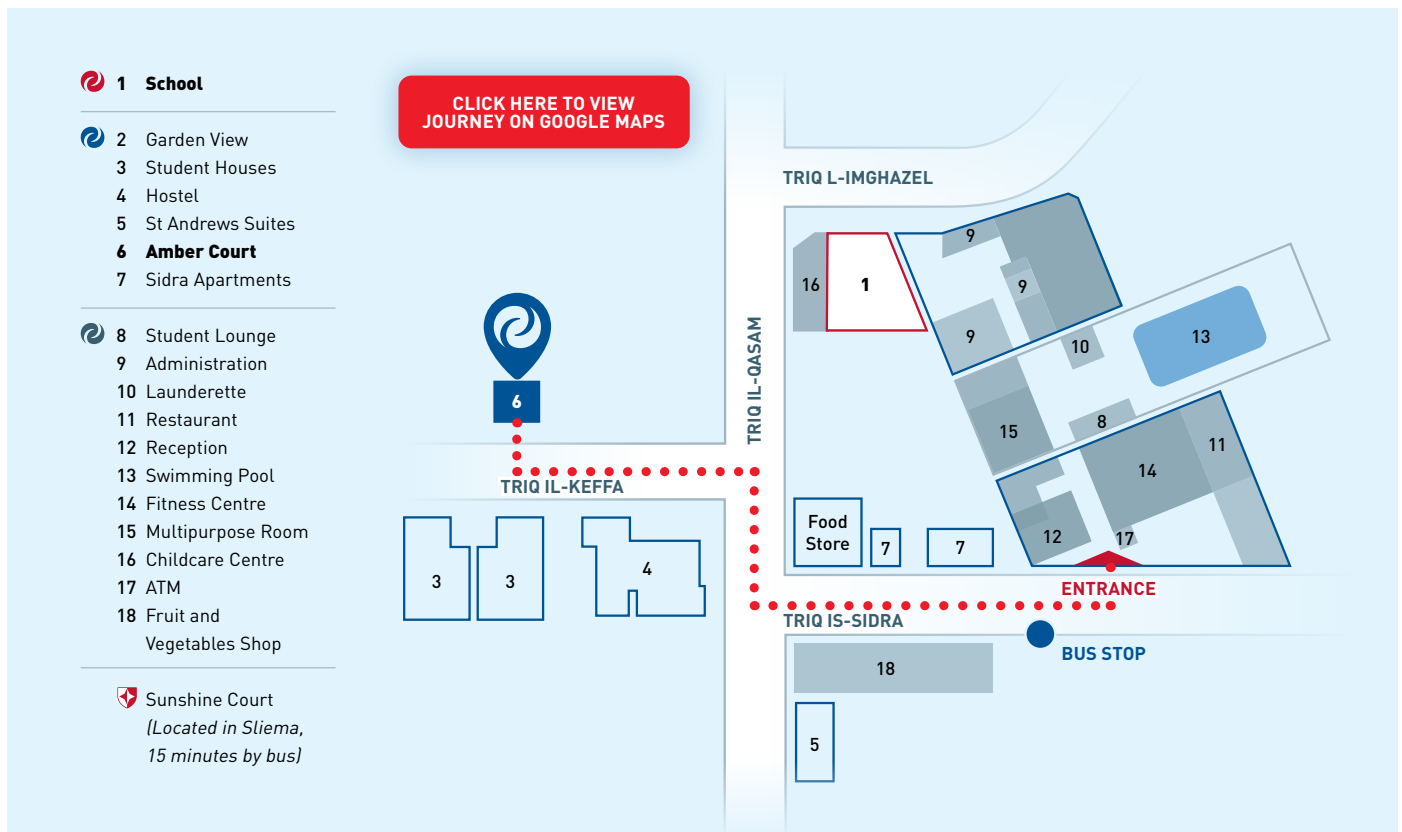 1 School
2 Garden View
3 Student Houses
4 Hostel
5 St Andrews Suites
6 Amber Court
7 Sidra Apartments
8 Student Lounge
9 Administration
10 Launderette
11 Restaurant
12 Reception
13 Swimming Pool
14 Fitness Centre
15 Multipurpose Room
16 Childcare Centre
17 ATM
18 Fruit and
Vegetables Shop
Sunshine Court
(Located in Sliema,
15 minutes by bus)
CLICK HERE TO VIEW
JOURNEY ON GOOGLE MAPS
TRIQ L-IMGHAZEL
9
16
1
9
9
10
13
TRIQ IL-QASAM
6
15
8
11
14
TRIQ IL-KEFFA
Food
Store
7
7
12
17
3
3
4
ENTRANCE
TRIQ IS-SIDRA
BUS STOP
18
5